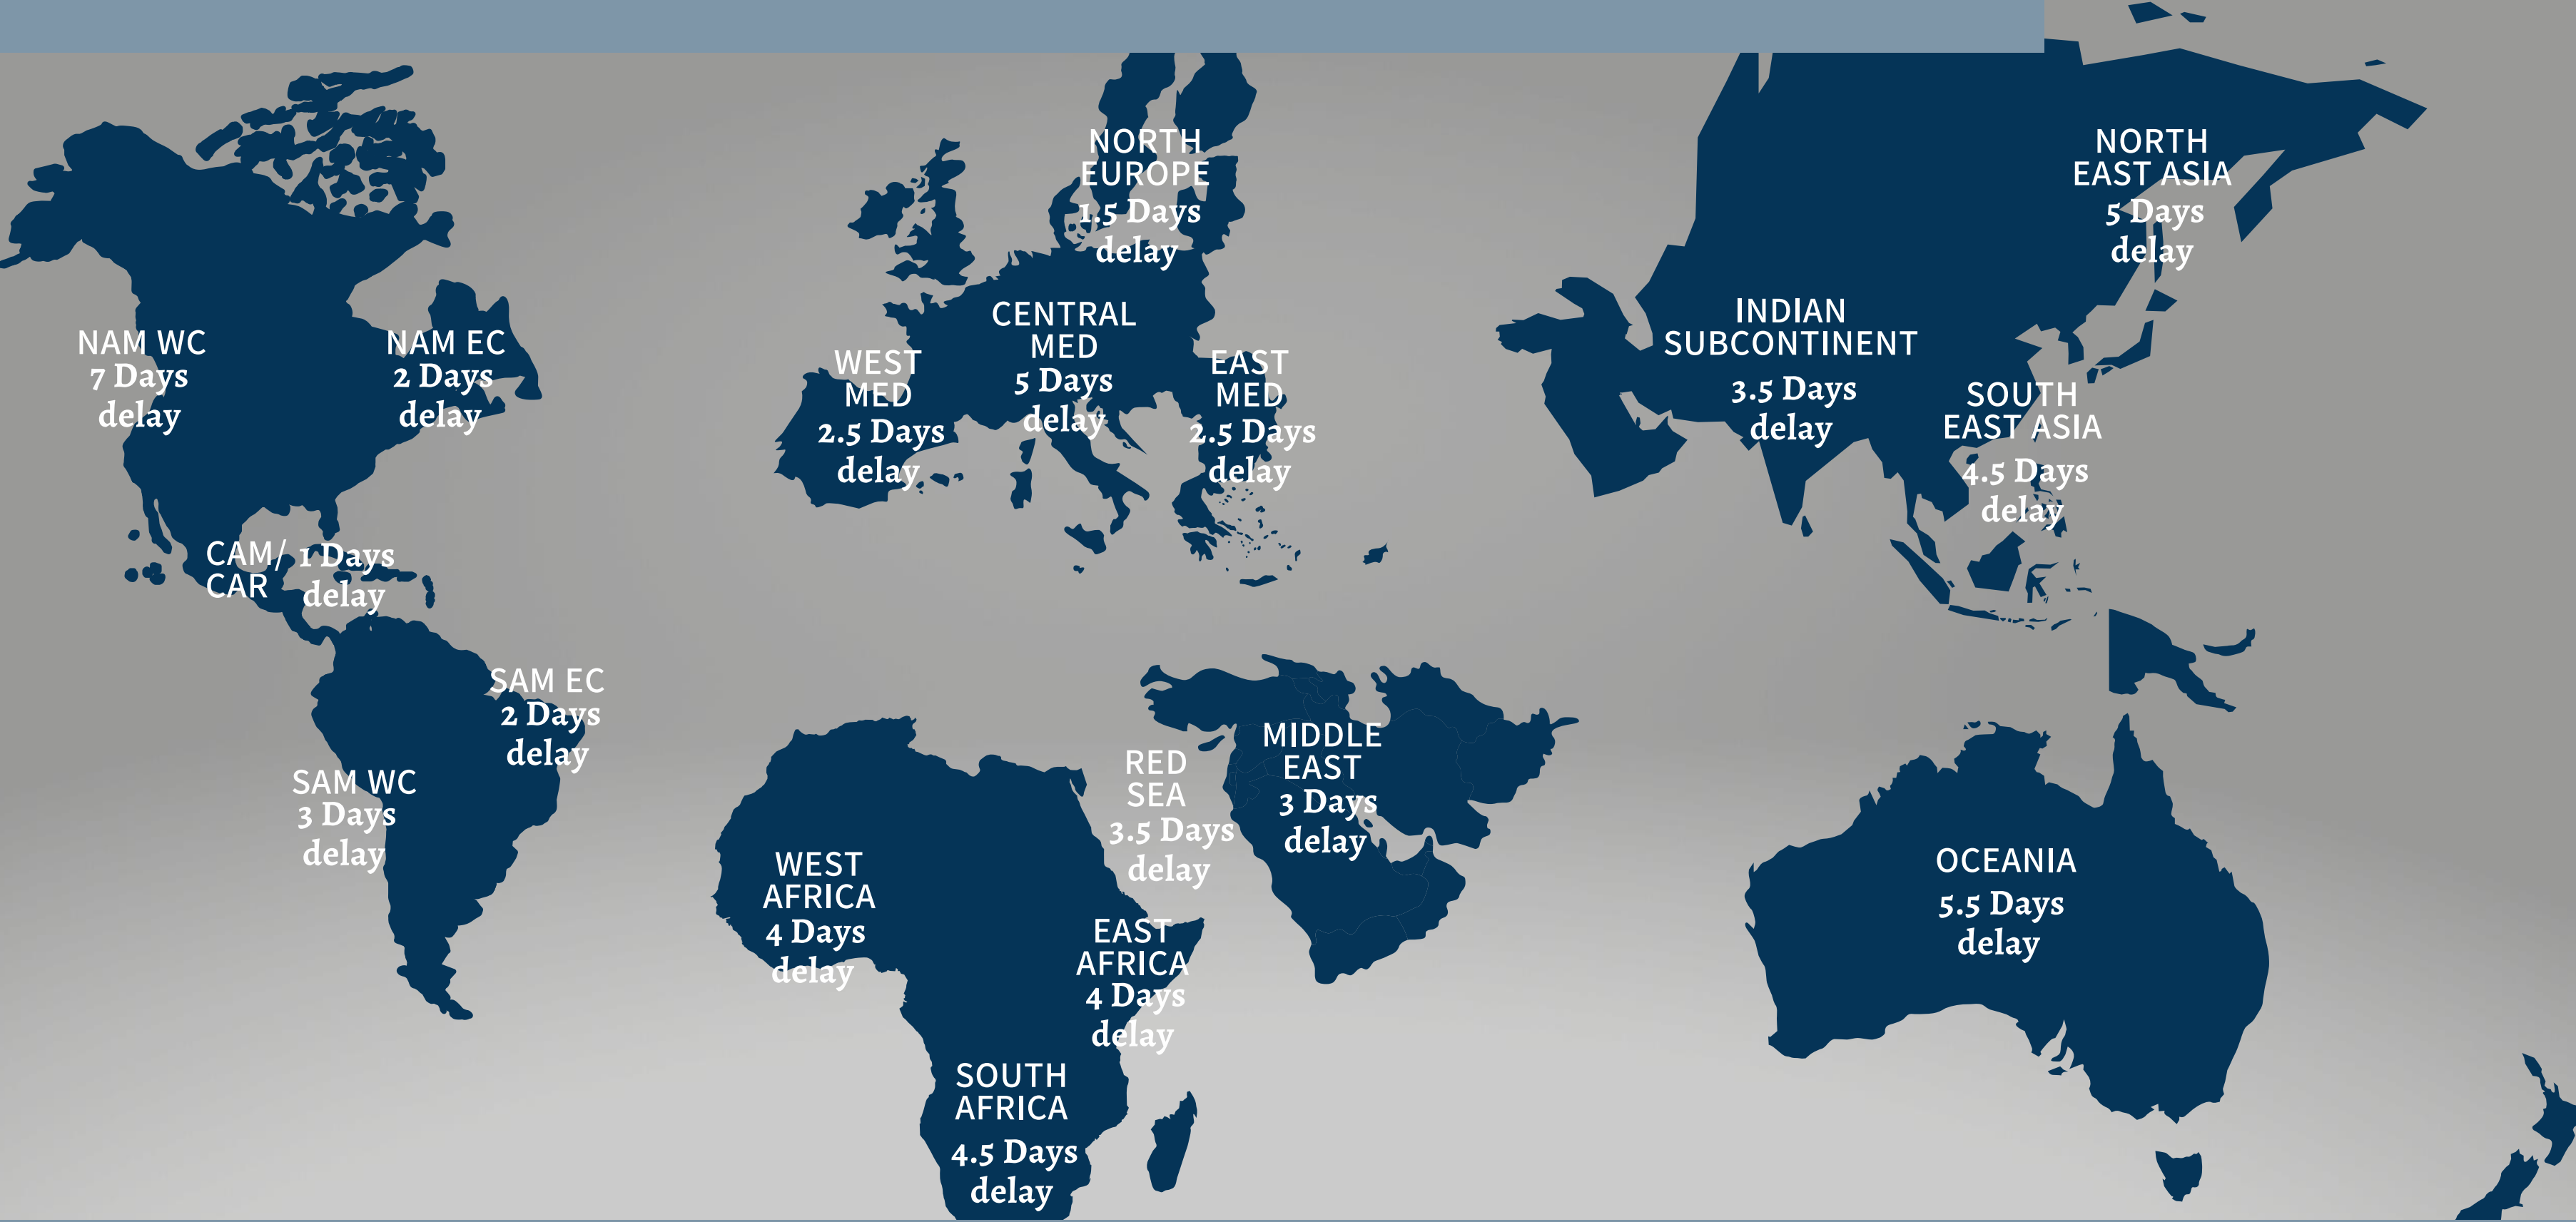 NORTH
EUROPE
1.5 Days
delay
NORTH
EAST ASIA
5 Days
delay
NAM WC
7 Days
delay
NAM EC
2 Days
delay
CENTRAL
MED
5 Days
delay
WEST
MED
2.5 Days
delay
EAST
MED
2.5 Days
delay
INDIAN
SUBCONTINENT
3.5 Days
delay
SOUTH
EAST ASIA
4.5 Days
delay
CAM/
CAR
1 Days
delay
SAM EC
2 Days
delay
SAM WC
3 Days
delay
RED
SEA
3.5 Days
delay
MIDDLE
EAST
3 Days
delay
WEST
AFRICA
4 Days
delay
EAST
AFRICA
4 Days
delay
OCEANIA
5.5 Days
delay
SOUTH
AFRICA
4.5 Days
delay